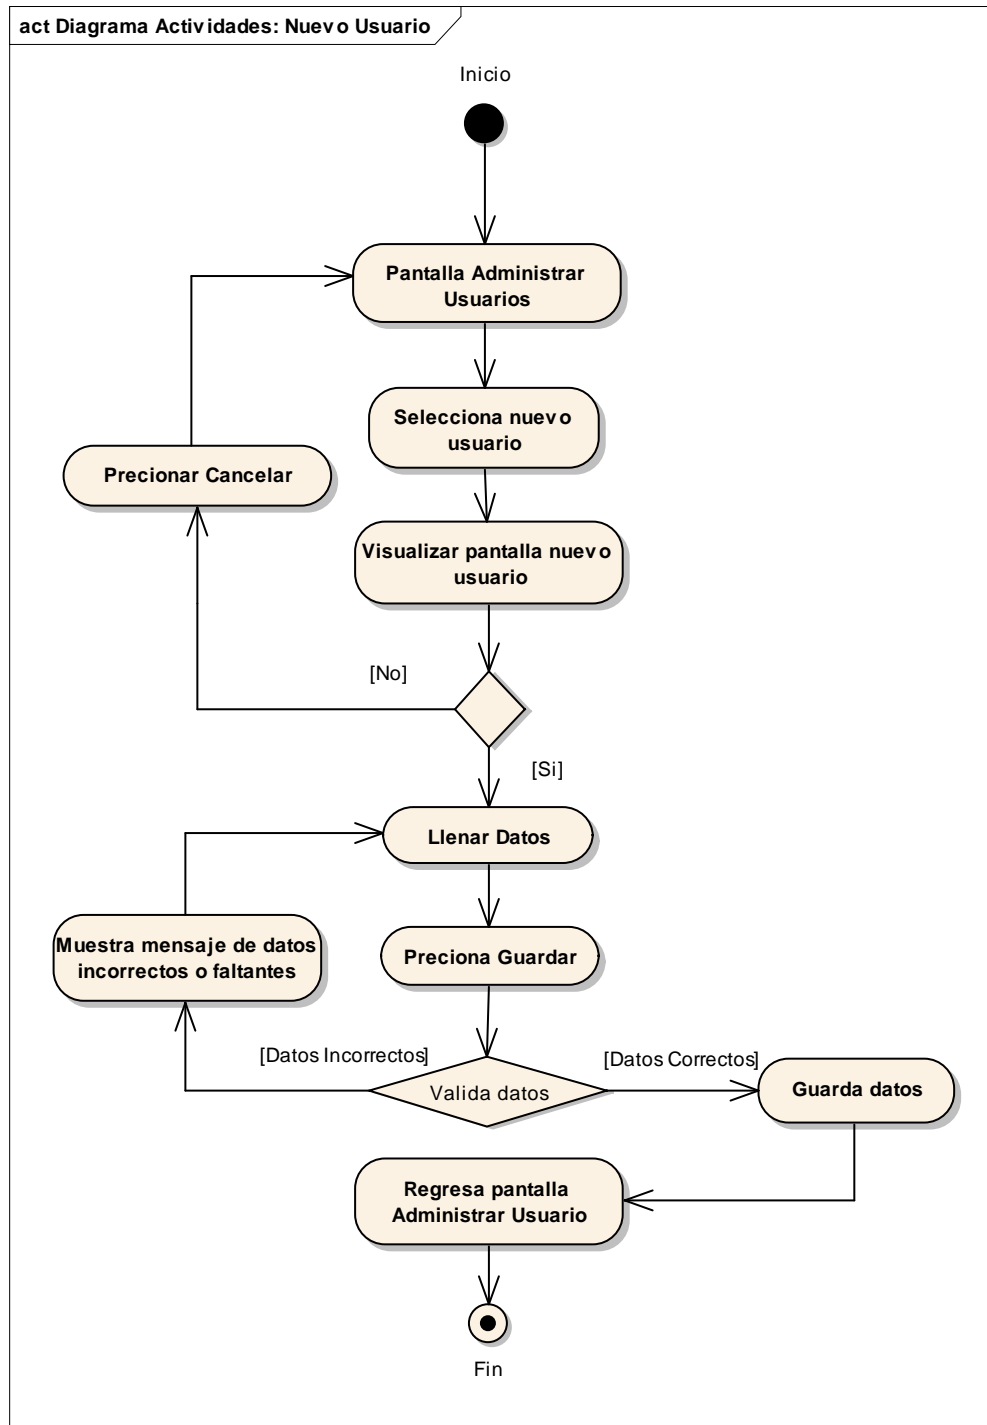 act Diagrama Actividades: Nuevo Usuario
Inicio
Pantalla Administrar
Usuarios
Selecciona nuevo
usuario
Precionar Cancelar
Visualizar pantalla nuevo
usuario
[No]
[Si]
Llenar Datos
Muestra mensaje de datos
incorrectos o faltantes
Preciona Guardar
[Datos Incorrectos]
[Datos Correctos]
Valida datos
Guarda datos
Regresa pantalla
Administrar Usuario
Fin